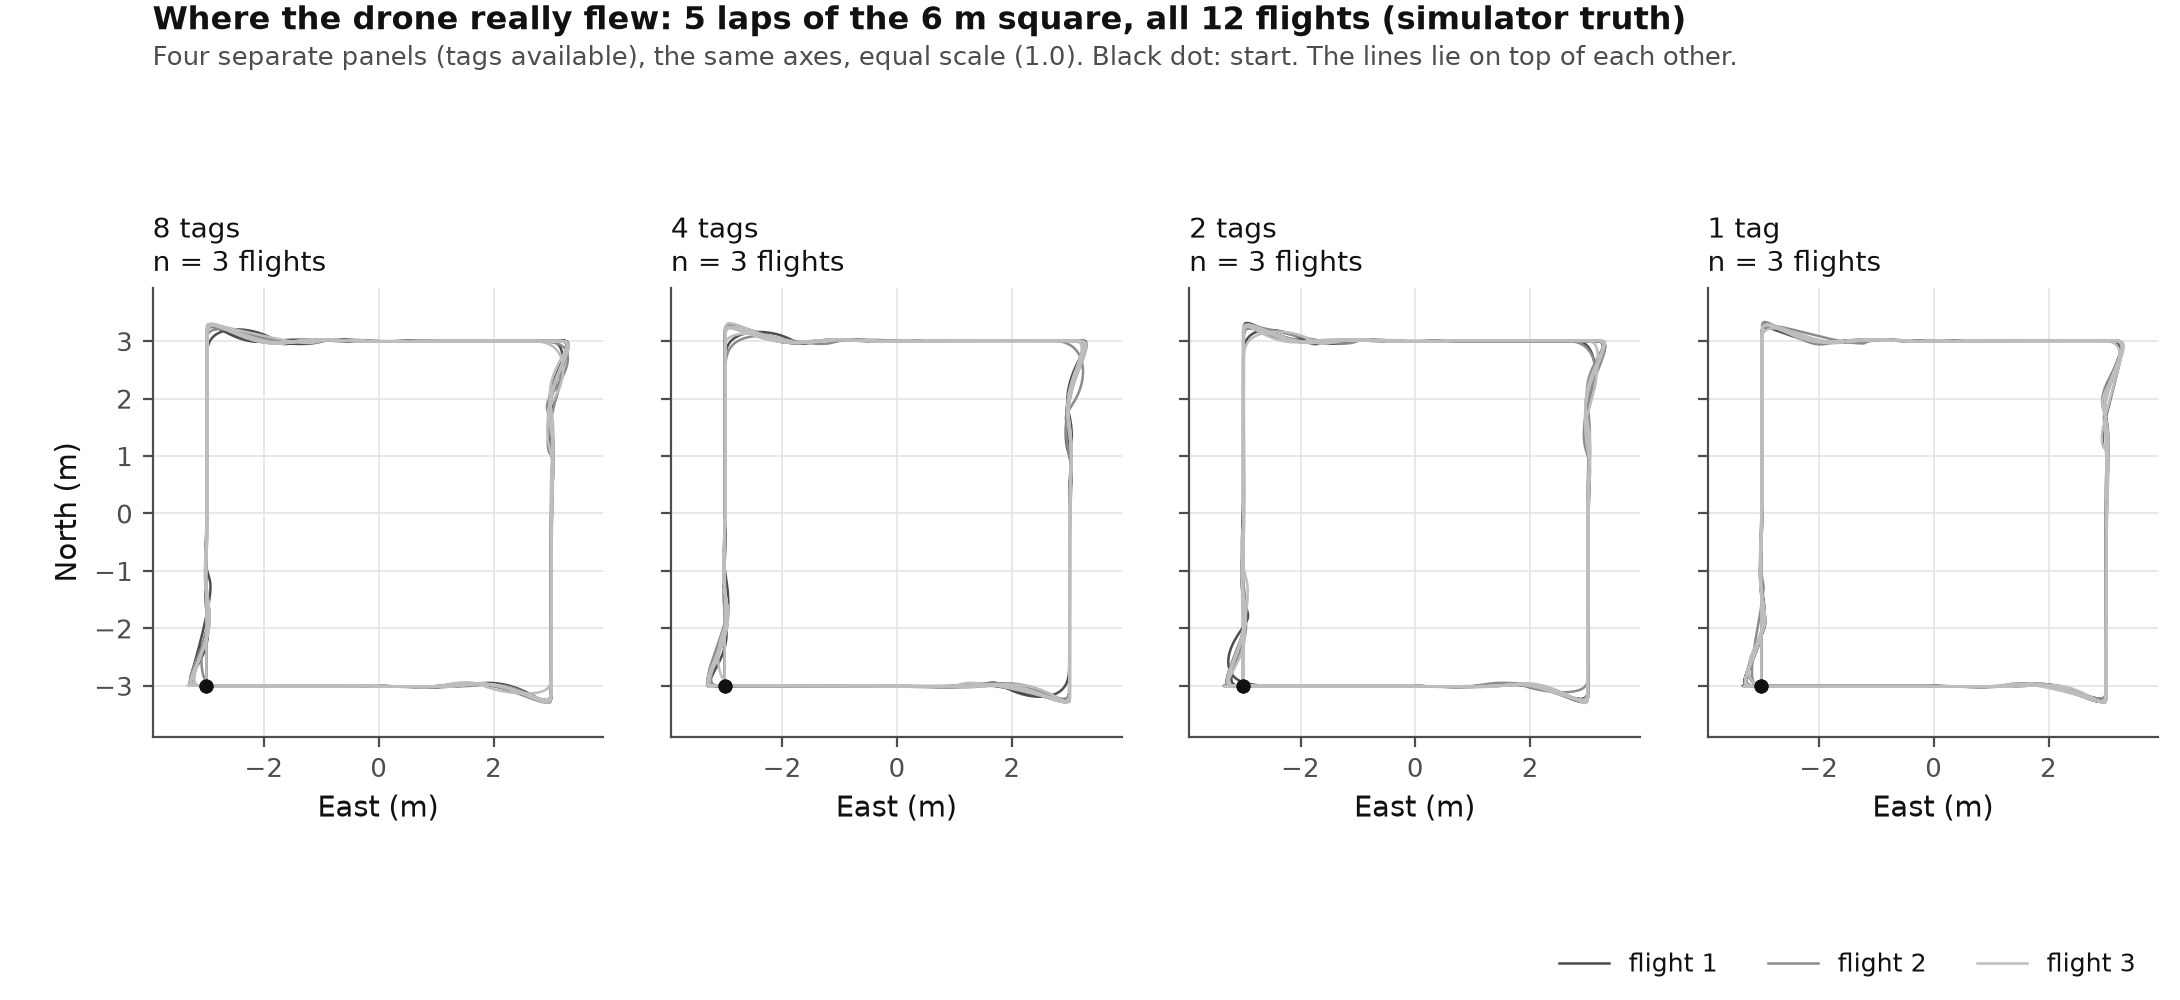 Where the drone really flew: 5 laps of the 6 m square, all 12 flights (simulator truth)
Four separate panels (tags available), the same axes, equal scale (1.0). Black dot: start. The lines lie on top of each other.
8 tags
n = 3 flights
4 tags
n = 3 flights
2 tags
n = 3 flights
1 tag
n = 3 flights
North (m)
3
2
1
0
−1
−2
−3
−2 0 2
−2 0 2
−2 0 2
−2 0 2
East (m)
East (m)
East (m)
East (m)
flight 1 flight 2 flight 3